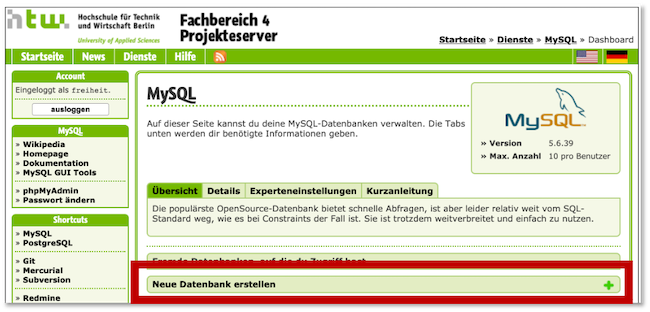 htw.
Hochschule für Technik
und Wirtschaft Berlin
University of Applied Sciences
Fachbereich 4
Projekteserver
Startseite » Dienste » MySQL » Dashboard
Startseite News Dienste Hilfe
Account
Eingeloggt als freiheit.
ausloggen
MySQL
» Wikipedia
» Homepage
» Dokumentation
» MySQL GUI Tools
» phpMyAdmin
» Passwort ändern
Shortcuts
» MySQL
» PostgreSQL
» Git
» Mercurial
» Subversion
» Redmine
MySQL
Auf dieser Seite kannst du deine MySQL-Datenbanken verwalten. Die Tabs
unten werden dir benötigte Informationen geben.
MySQL
» Version 5.6.39
» Max. Anzahl 10 pro Benutzer
Übersicht Details Experteneinstellungen Kurzanleitung
Die populärste OpenSource-Datenbank bietet schnelle Abfragen, ist aber leider relativ weit vom SQL-
Standard weg, wie es bei Constraints der Fall ist. Sie ist trotzdem weitverbreitet und einfach zu nutzen.
Fremde Datenbanken, auf die du Zugriff hast
Neue Datenbank erstellen